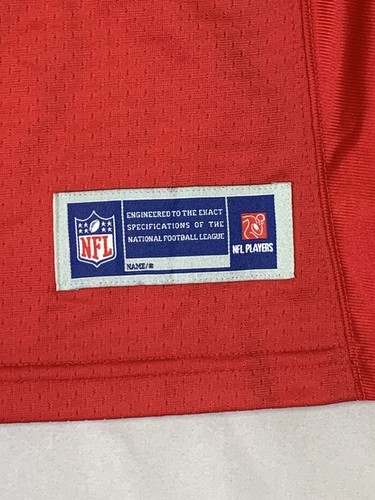 NFL
ENGINEERED TO THE EXACT
SPECIFICATIONS OF THE
NATIONAL FOOTBALL LEAGUE
NAME/#
NFL PLAYERS